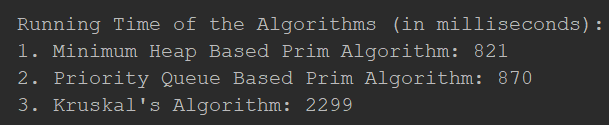 Running Time of the Algorithms (in milliseconds):
1. Minimum Heap Based Prim Algorithm: 821
2. Priority Queue Based Prim Algorithm: 870
3. Kruskal's Algorithm: 2299